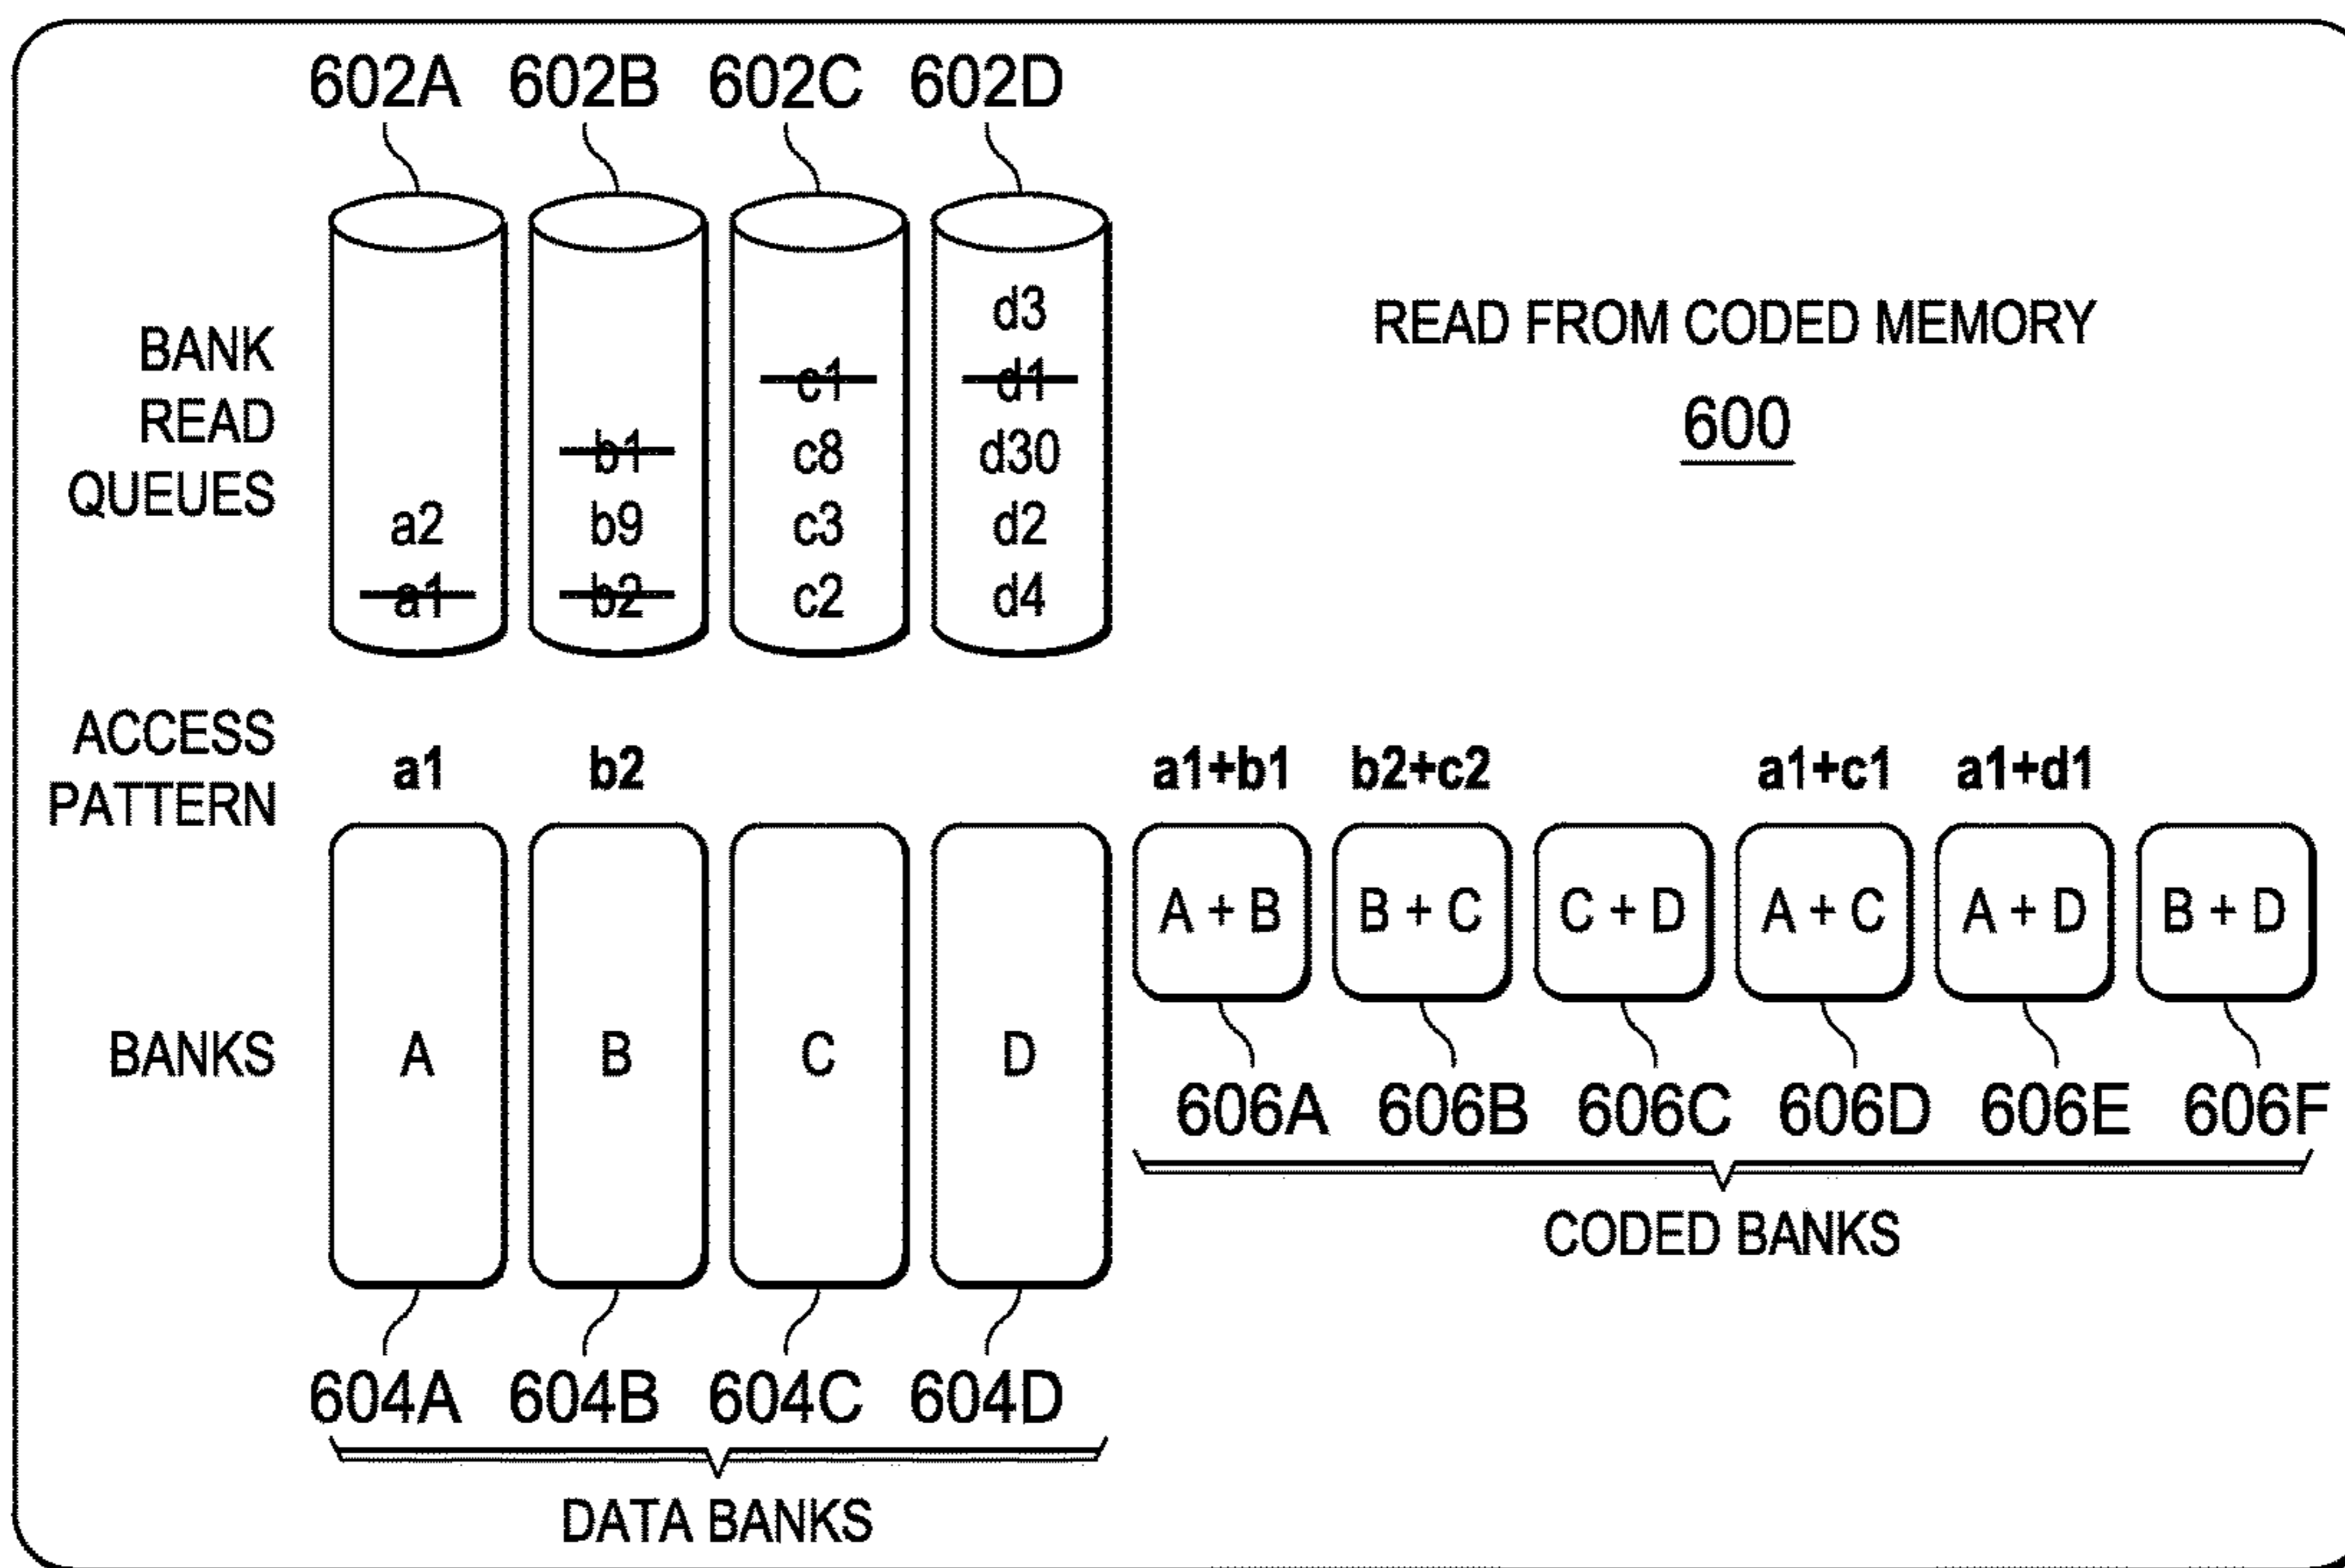 602A 602B 602C 602D
d3
c1 d1
b1 c8 d30
a2 b9 c3 d2
a1 b2 c2 d4
BANK
READ
QUEUES
READ FROM CODED MEMORY
600
ACCESS
PATTERN
a1 b2 a1+b1 b2+c2 a1+c1 a1+d1
A + B B + C C + D A + C A + D B + D
BANKS
A B C D
606A 606B 606C 606D 606E 606F
CODED BANKS
604A 604B 604C 604D
DATA BANKS